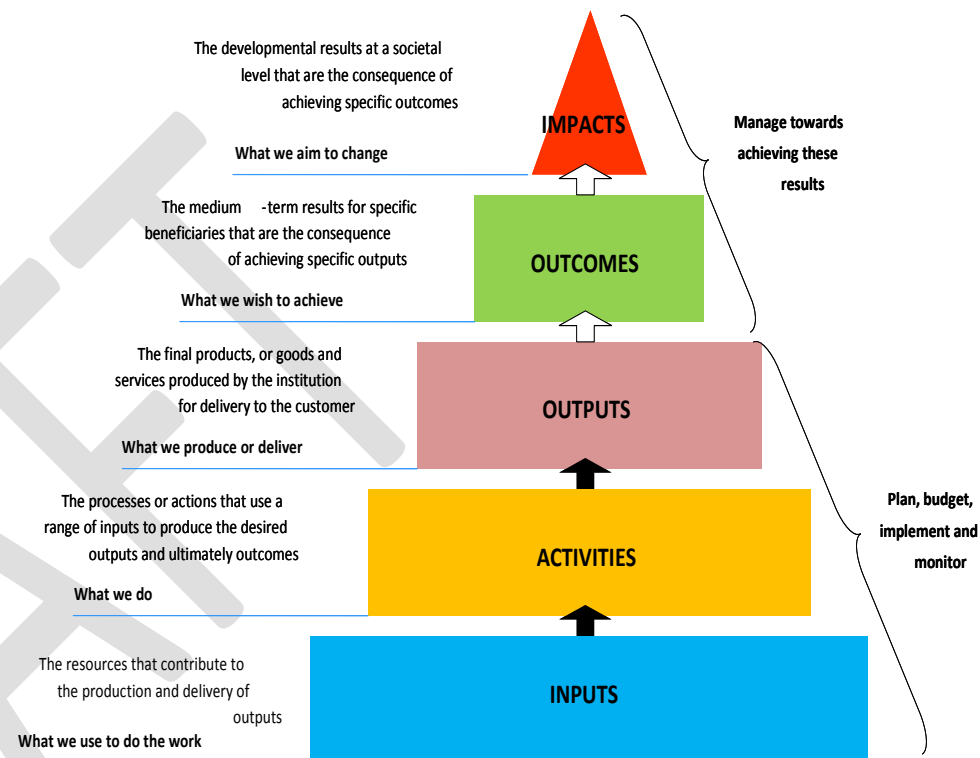 The developmental results at a societal
level that are the consequence of
achieving specific outcomes
IMPACTS
What we aim to change
Manage towards
achieving these
results
The medium -term results for specific
beneficiaries that are the consequence
of achieving specific outputs
OUTCOMES
What we wish to achieve
The final products, or goods and
services produced by the institution
for delivery to the customer
OUTPUTS
What we produce or deliver
The processes or actions that use a
range of inputs to produce the desired
outputs and ultimately outcomes
ACTIVITIES
What we do
Plan, budget,
implement and
monitor
The resources that contribute to
the production and delivery of
outputs
INPUTS
What we use to do the work
AFT